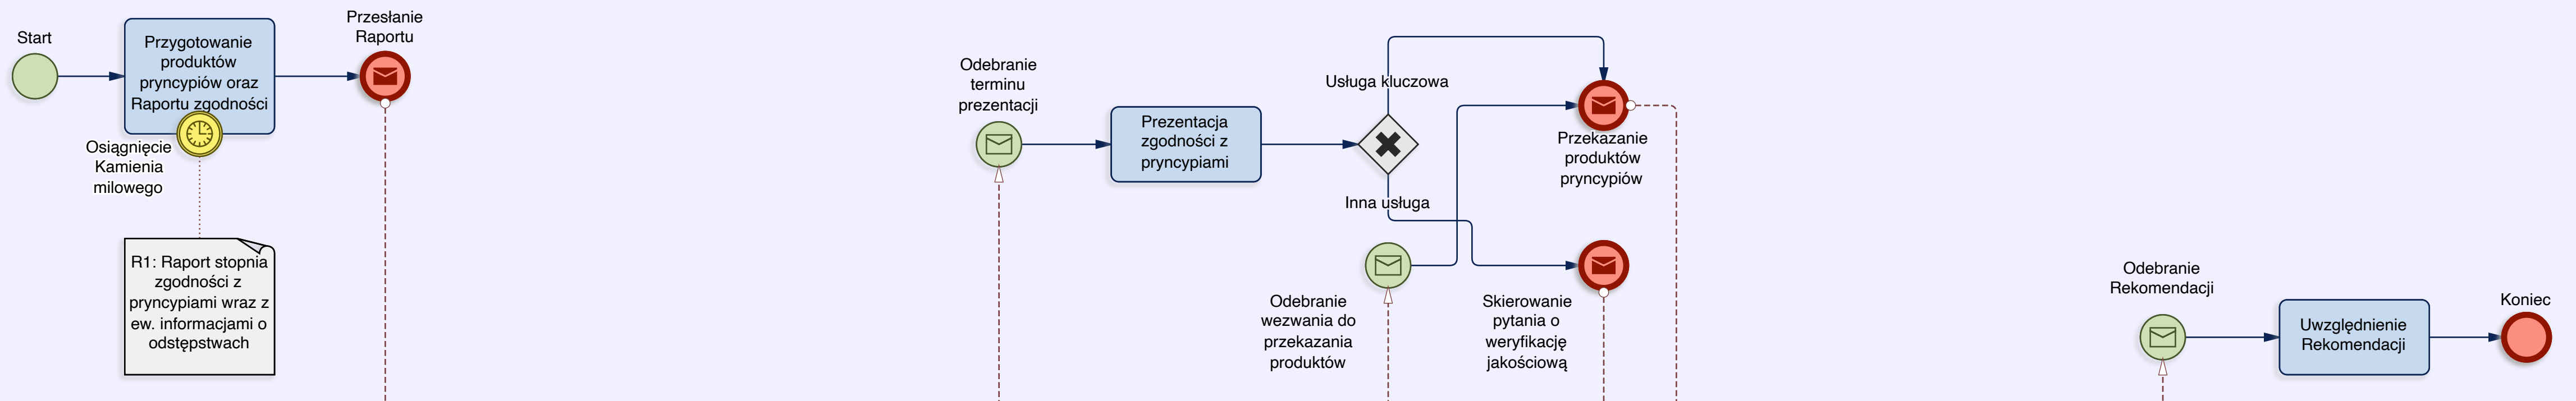 Start
Przygotowanie
produktów
pryncypiów oraz
Raportu zgodności
Przesłanie
Raportu
Osiągnięcie
Kamienia
milowego
R1: Raport stopnia
zgodności z
pryncypiami wraz z
ew. informacjami o
odstępstwach
Odebranie
terminu
prezentacji
Prezentacja
zgodności z
pryncypiami
Usługa kluczowa
Inna usługa
Przekazanie
produktów
pryncypiów
Odebranie
wezwania do
przekazania
produktów
Skierowanie
pytania o
weryfikację
jakościową
Odebranie
Rekomendacji
Uwzględnienie
Rekomendacji
Koniec